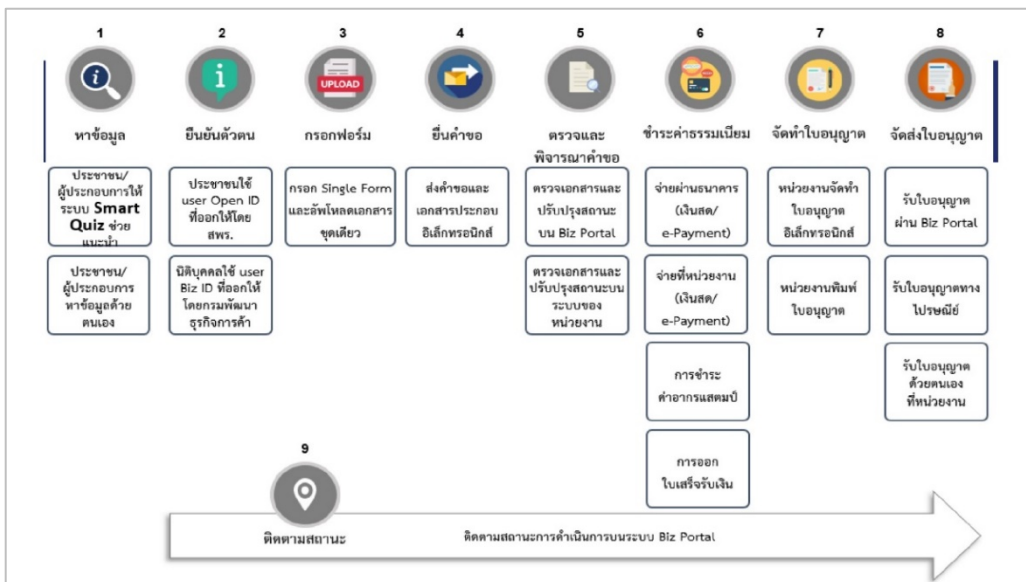 1
2
3
4
5
6
7
8
หาข้อมูล
ยืนยันตัวตน
UPLOAD
กรอกฟอร์ม
ยื่นคำขอ
ตรวจและ
พิจารณาคำขอ
ชำระค่าธรรมเนียม
จัดทำใบอนุญาต
จัดส่งใบอนุญาต
ประชาชน/
ผู้ประกอบการให้
ระบบ Smart
Quiz ช่วย
แนะนำ
ประชาชน/
ผู้ประกอบการ
หาข้อมูลด้วย
ตนเอง
ประชาชนใช้
user Open ID
ที่ออกให้โดย
สพร.
นิติบุคคลใช้ user
Biz ID ที่ออกให้
โดยกรมพัฒนา
ธุรกิจการค้า
กรอก Single Form
และอัพโหลดเอกสาร
ชุดเดียว
ส่งคำขอและ
เอกสารประกอบ
อิเล็กทรอนิกส์
ตรวจเอกสารและ
ปรับปรุงสถานะ
บน Biz Portal
ตรวจเอกสารและ
ปรับปรุงสถานะบน
ระบบของ
หน่วยงาน
จ่ายผ่านธนาคาร
(เงินสด/
e-Payment)
จ่ายที่หน่วยงาน
(เงินสด/
e-Payment)
การชำระ
ค่าอากรแสตมป์
การออก
ใบเสร็จรับเงิน
หน่วยงานจัดทำ
ใบอนุญาต
อิเล็กทรอนิกส์
หน่วยงานพิมพ์
ใบอนุญาต
รับใบอนุญาต
ผ่าน Biz Portal
รับใบอนุญาตทาง
ไปรษณีย์
รับใบอนุญาต
ด้วยตนเอง
ที่หน่วยงาน
9
ติดตามสถานะ
ติดตามสถานะการดำเนินการบนระบบ Biz Portal